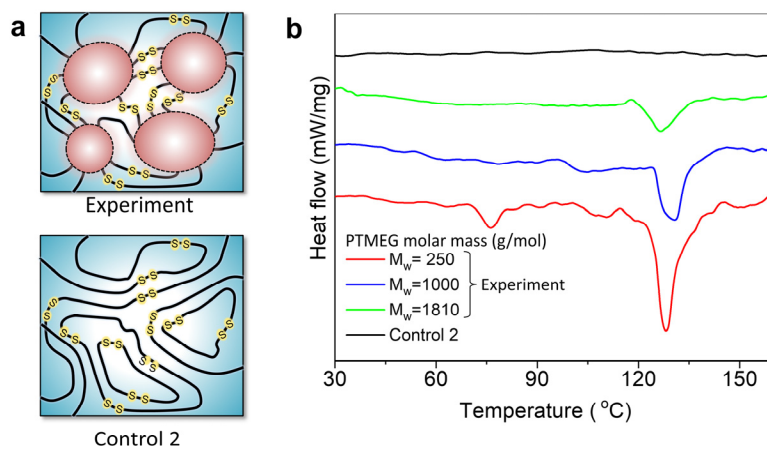 a
S-S
S-S
S-S
S-S
S-S
S-S
S-S
S-S
S-S
S-S
S-S
Experiment
S-S
S-S
S-S
S-S
S-S
S-S
S-S
S-S
S-S
S-S
S-S
Control 2
b
Heat flow (mW/mg)
PTMEG molar mass (g/mol)
Mw= 250
Mw= 1000
Mw= 1810
Experiment
Control 2
30
60
90
120
150
Temperature ( °C)